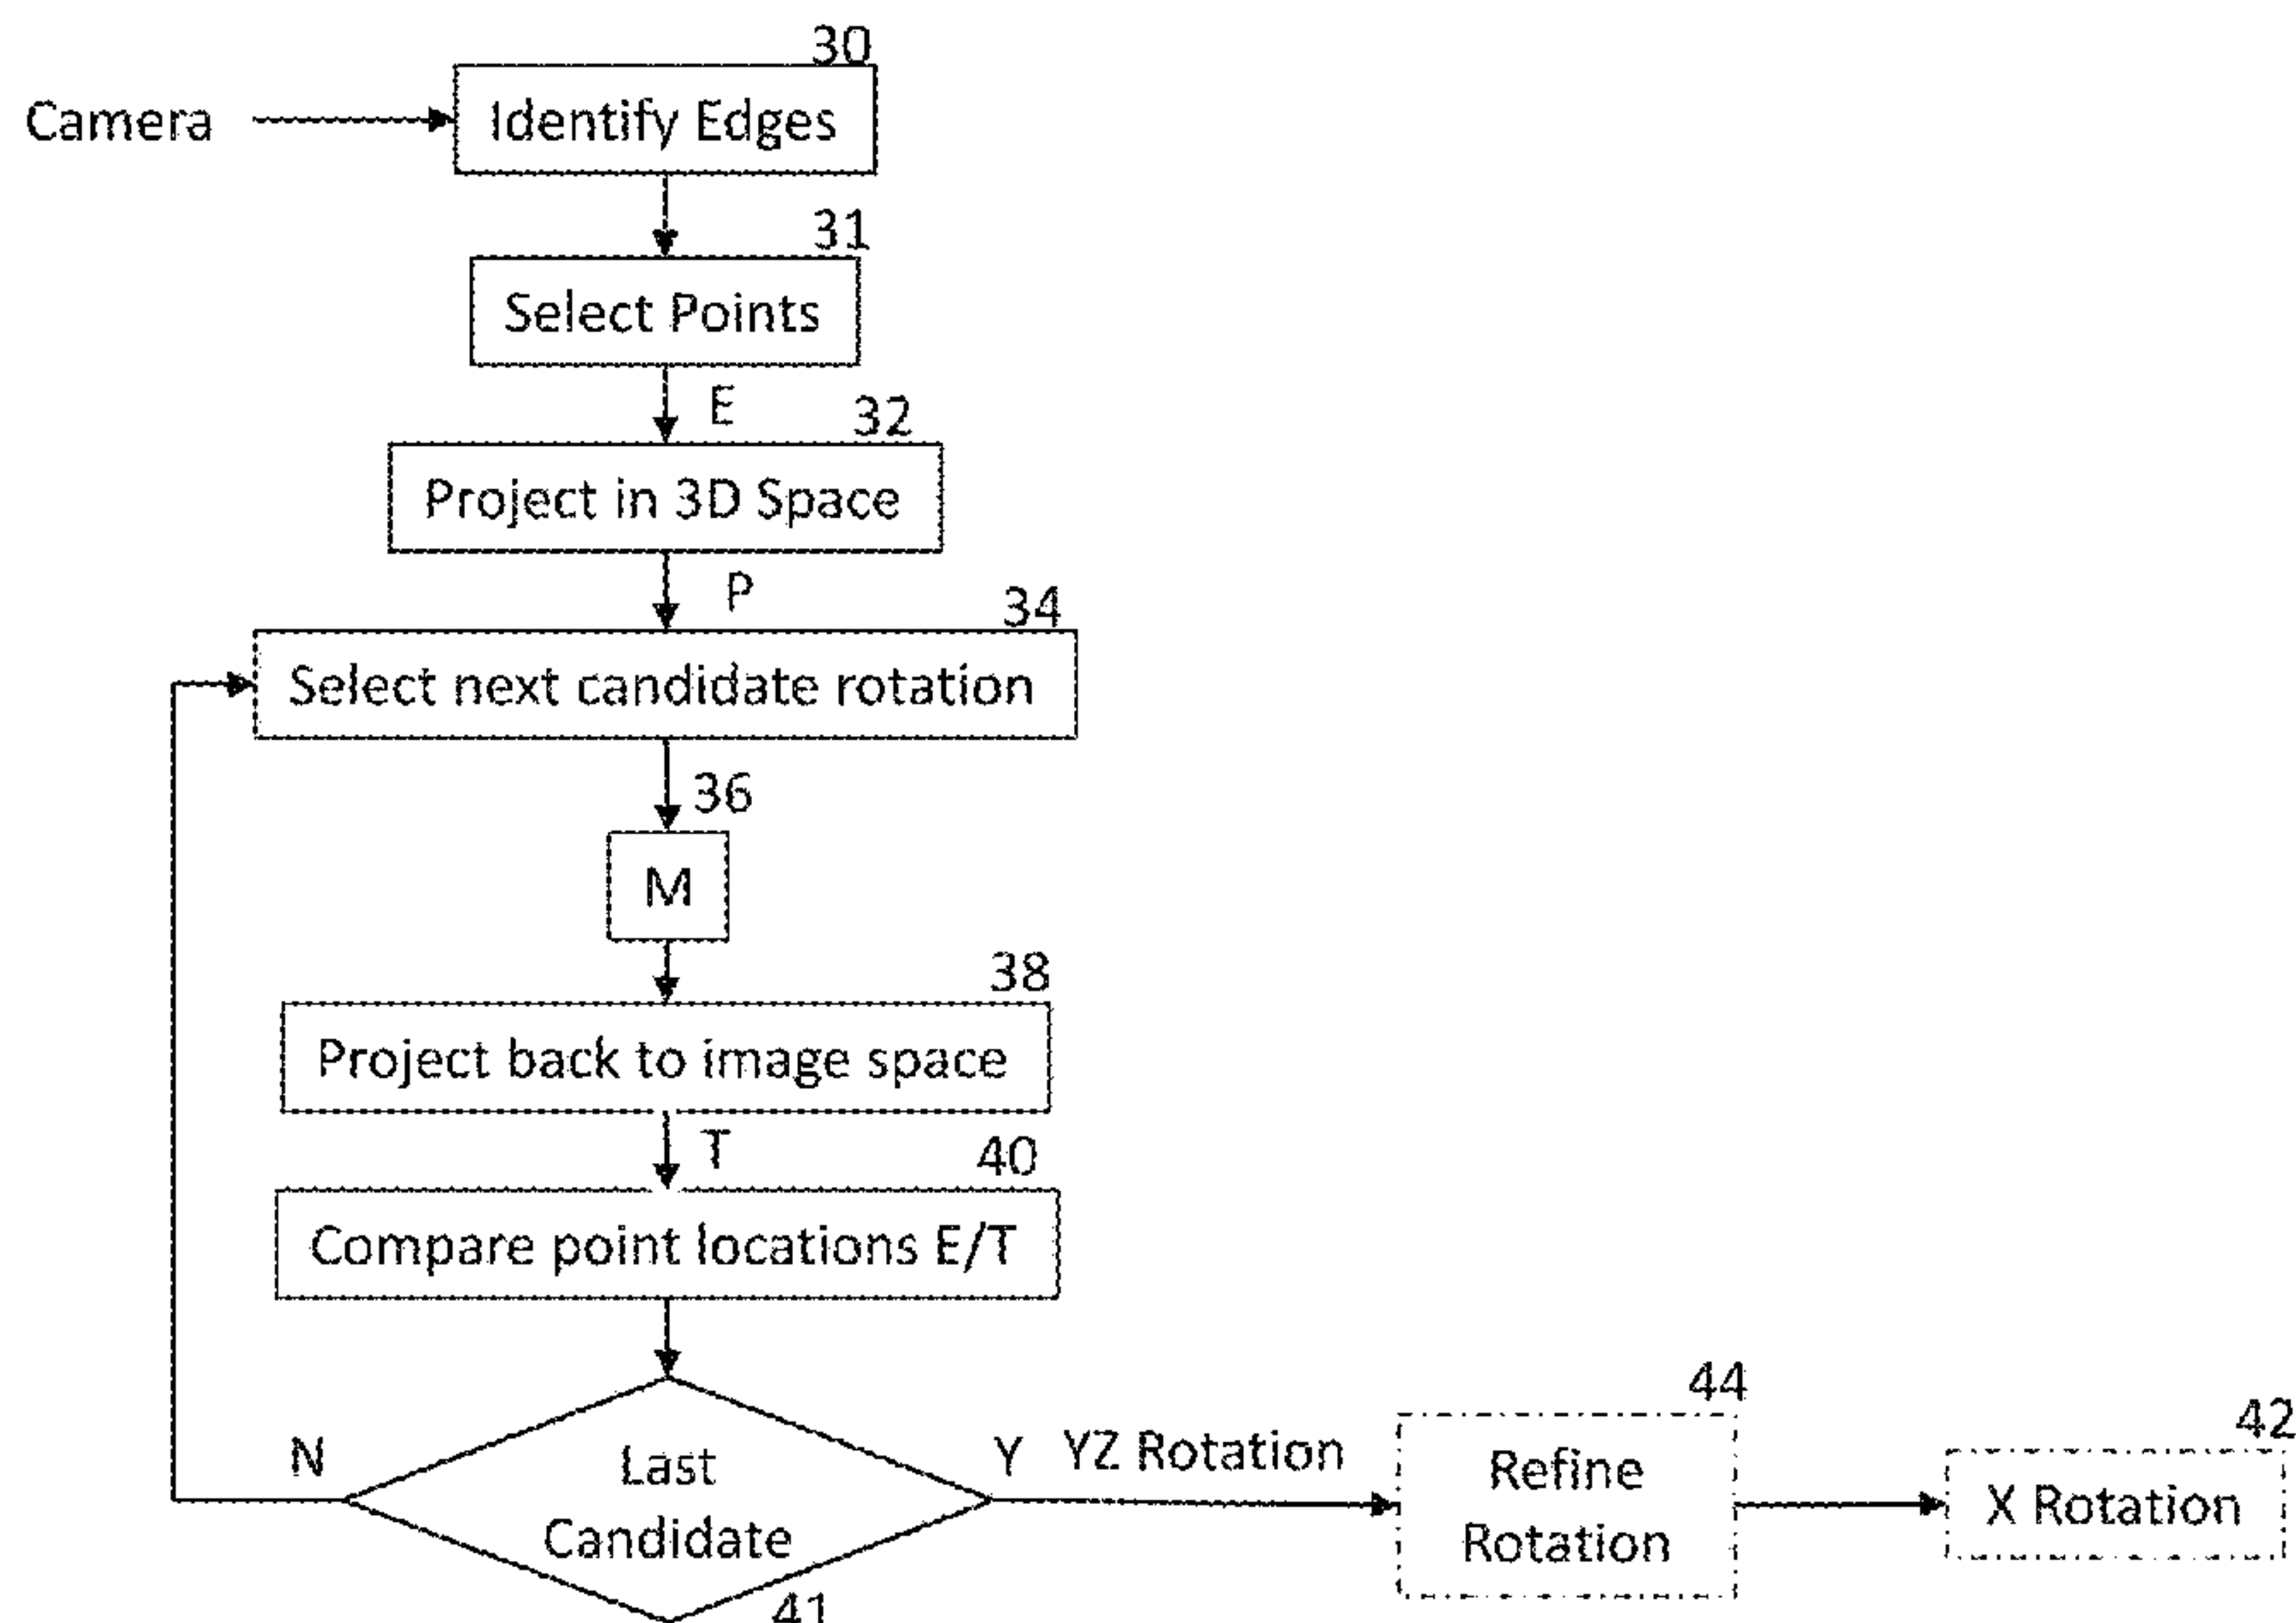 30
Camera
Identify Edges
31
Select Points
E
32
Project in 3D Space
P
34
Select next candidate rotation
36
M
38
Project back to image space
T
40
Compare point locations E/T
N
Last
Candidate
41
Y
YZ Rotation
44
Refine
Rotation
42
X Rotation